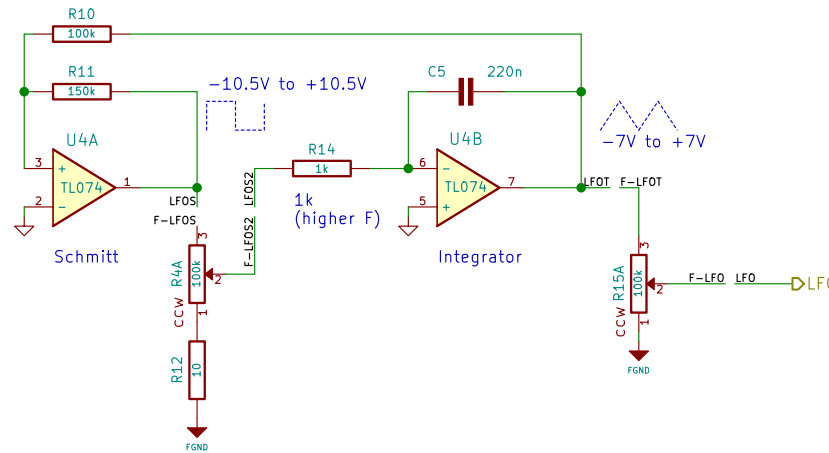 R10
100k
R11
150k
-10.5V to +10.5V
C5
220n
U4A
3
+
TL074
1
2
−
LFOS
F-LFOS
Schmitt
R14
1k
1k
(higher F)
LFOS2
F-LFOS2
U4B
6
−
TL074
7
5
+
Integrator
-7V to +7V
LFOT
F-LFOT
3
R4A
100k
2
CCW
1
R12
10
FGND
3
R15A
100k
2
CCW
1
FGND
F-LFO
LFO